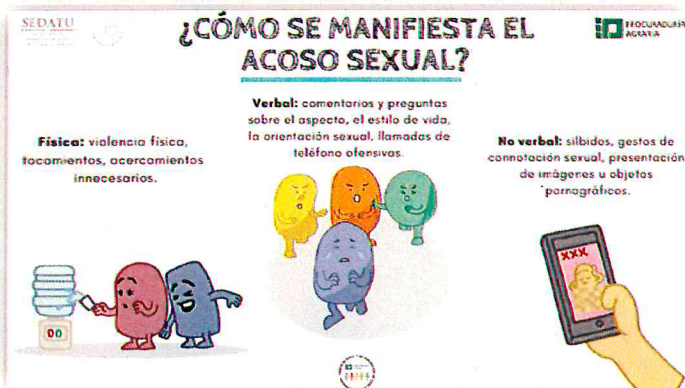 SEDATU
¿CÓMO SE MANIFIESTA EL
ACOSO SEXUAL?
PROCURADURÍA
AGRARIA
Física: violencia física,
tocamientos, acercamientos
innecesarios.
Verbal: comentarios y preguntas
sobre el aspecto, el estilo de vida,
la orientación sexual, llamadas de
teléfono ofensivas.
No verbal: silbidos, gestos de
connotación sexual, presentación
de imágenes u objetos
pornográficos.
XXX